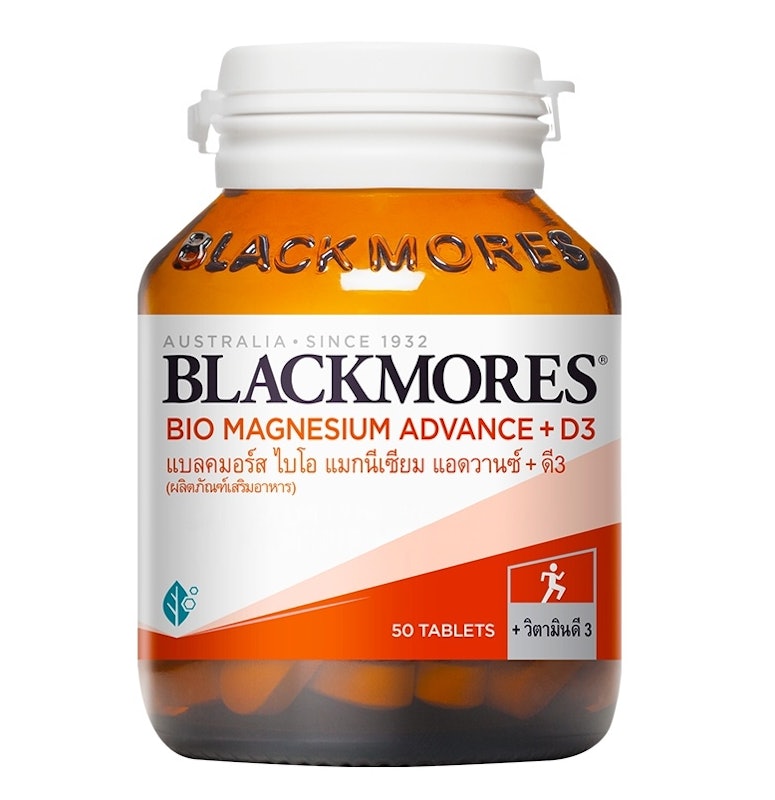 BLACKMORES
AUSTRALIA • SINCE 1932
BLACKMORES®
BIO MAGNESIUM ADVANCE + D3
แบลคมอร์ส ไบโอ แมกนีเซียม แอดวานซ์ + ดี3
(ผลิตภัณฑ์เสริมอาหาร)
50 TABLETS
+ วิตามินดี 3